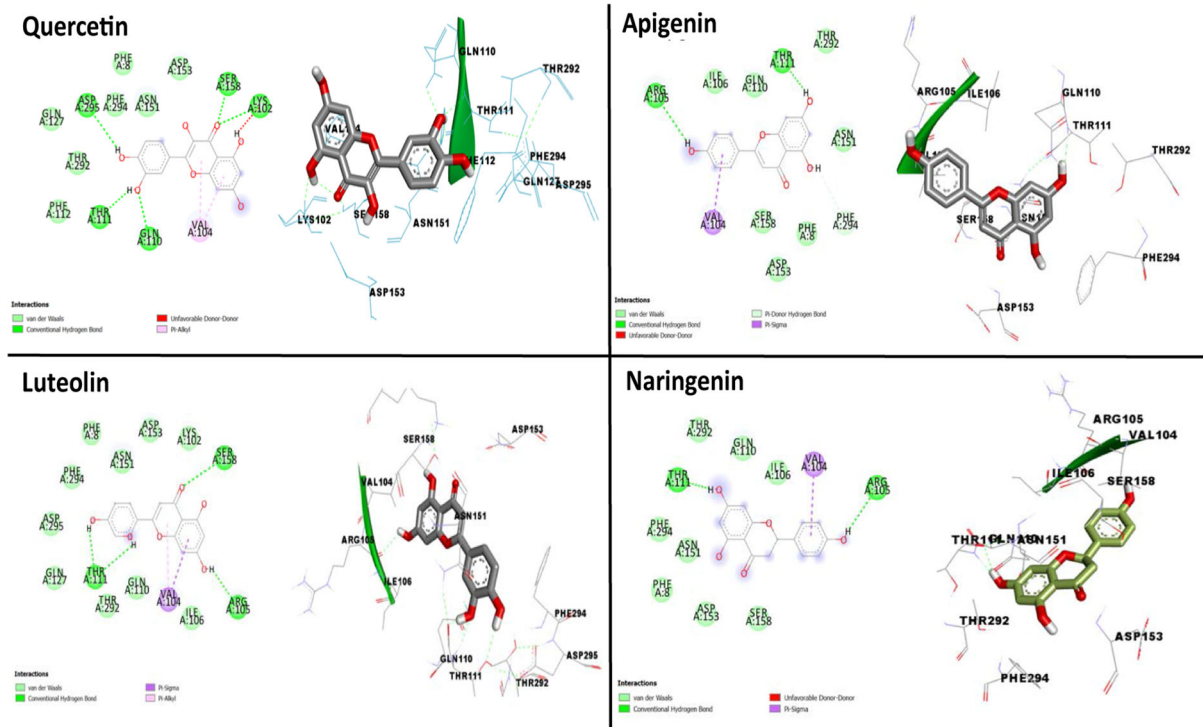 Quercetin
PHE
A:8
ASP
A:153
SER
A:158
LYS
A:102
ASP
A:295
PHE
A:294
ASN
A:151
GLN
A:127
THR
A:292
PHE
A:112
THR
A:111
GLN
A:110
VAL
A:104
H
H
H
O
O
O
O
O
O
O
Interactions
van der Waals
Conventional Hydrogen Bond
Unfavorable Donor-Donor
Pi-Alkyl
GLN110
THR292
THR111
PHE294
GLN127
ASP295
LYS102
ASN151
ASP153
Apigenin
THR
A:292
THR
A:111
ILE
A:106
GLN
A:110
ARG
A:105
ASN
A:151
VAL
A:104
SER
A:158
PHE
A:8
PHE
A:294
ASP
A:153
H
H
O
O
OH
O
O
Interactions
van der Waals
Conventional Hydrogen Bond
Unfavorable Donor-Donor
Pi-Donor Hydrogen Bond
Pi-Sigma
ARG105
ILE106
GLN110
THR111
THR292
PHE294
ASP153
Luteolin
PHE
A:8
ASP
A:153
LYS
A:102
ASN
A:151
SER
A:158
PHE
A:294
ASP
A:295
GLN
A:127
THR
A:111
THR
A:292
GLN
A:110
VAL
A:104
ILE
A:106
ARG
A:105
O
O
O
O
O
O
H
H
H
Interactions
van der Waals
Conventional Hydrogen Bond
Pi-Sigma
Pi-Alkyl
SER158
ASP153
VAL104
ASN151
ARG105
ILE106
PHE294
GLN110
ASP295
THR111
THR292
Naringenin
THR
A:292
GLN
A:110
VAL
A:104
THR
A:111
ILE
A:106
ARG
A:105
PHE
A:294
ASN
A:151
PHE
A:8
ASP
A:153
SER
A:158
H
O
O
O
O
O
H
Interactions
van der Waals
Conventional Hydrogen Bond
Unfavorable Donor-Donor
Pi-Sigma
ARG105
VAL104
ILE106
SER158
ASN151
THR292
ASP153
PHE294